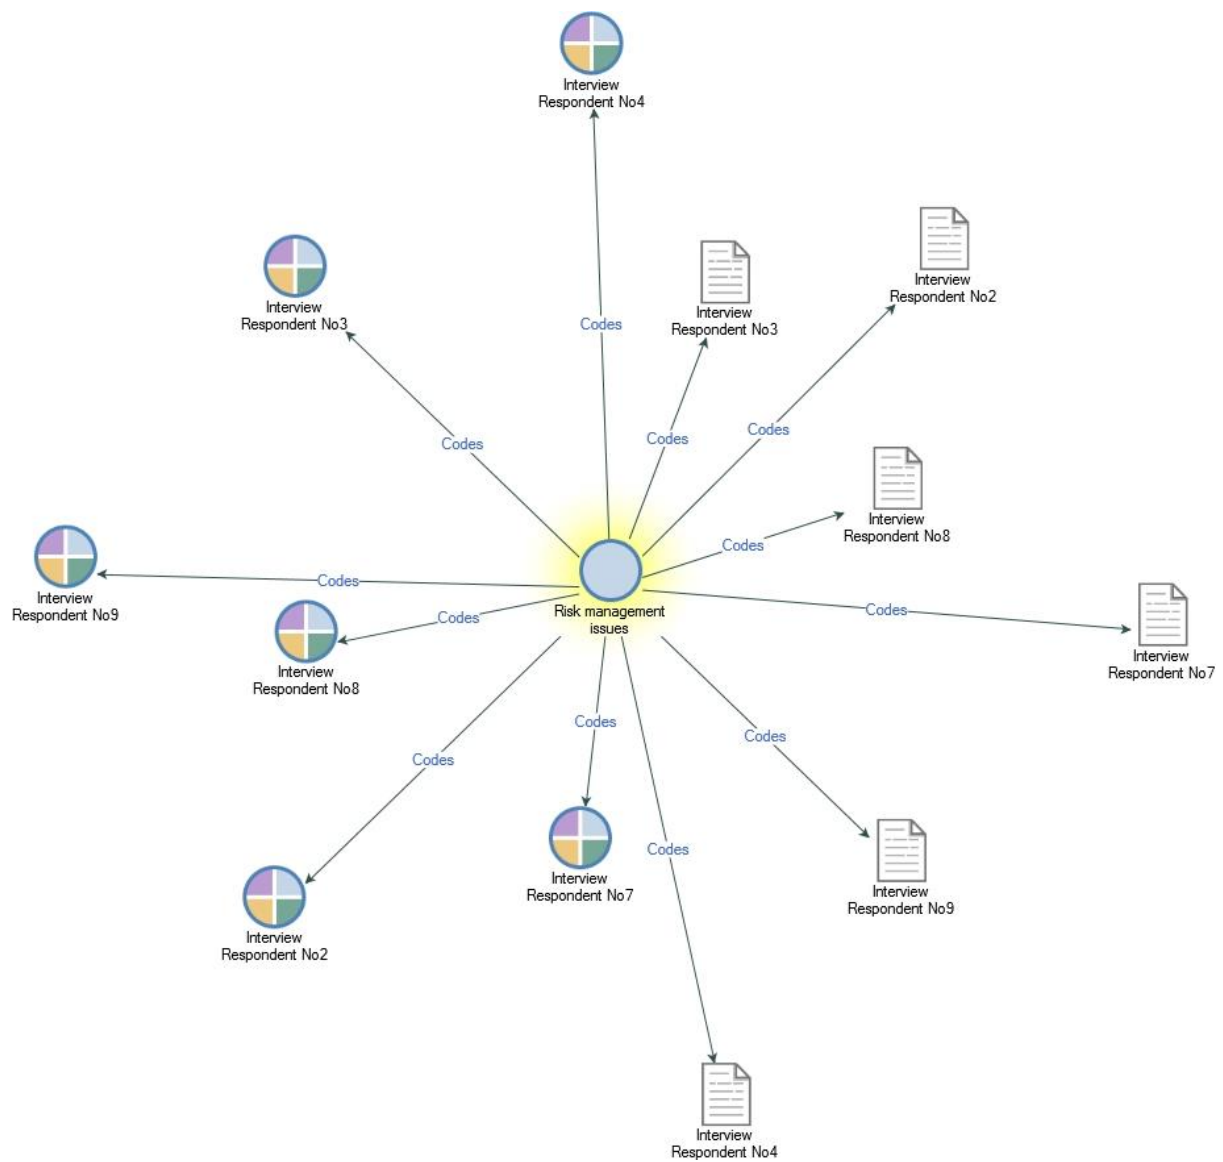 Interview
Respondent No4
Interview
Respondent No2
Interview
Respondent No3
Interview
Respondent No3
Codes
Codes
Codes
Codes
Interview
Respondent No8
Codes
Codes
Interview
Respondent No9
Codes
Risk management
issues
Codes
Interview
Respondent No7
Interview
Respondent No8
Codes
Codes
Codes
Codes
Interview
Respondent No7
Interview
Respondent No9
Interview
Respondent No2
Interview
Respondent No4